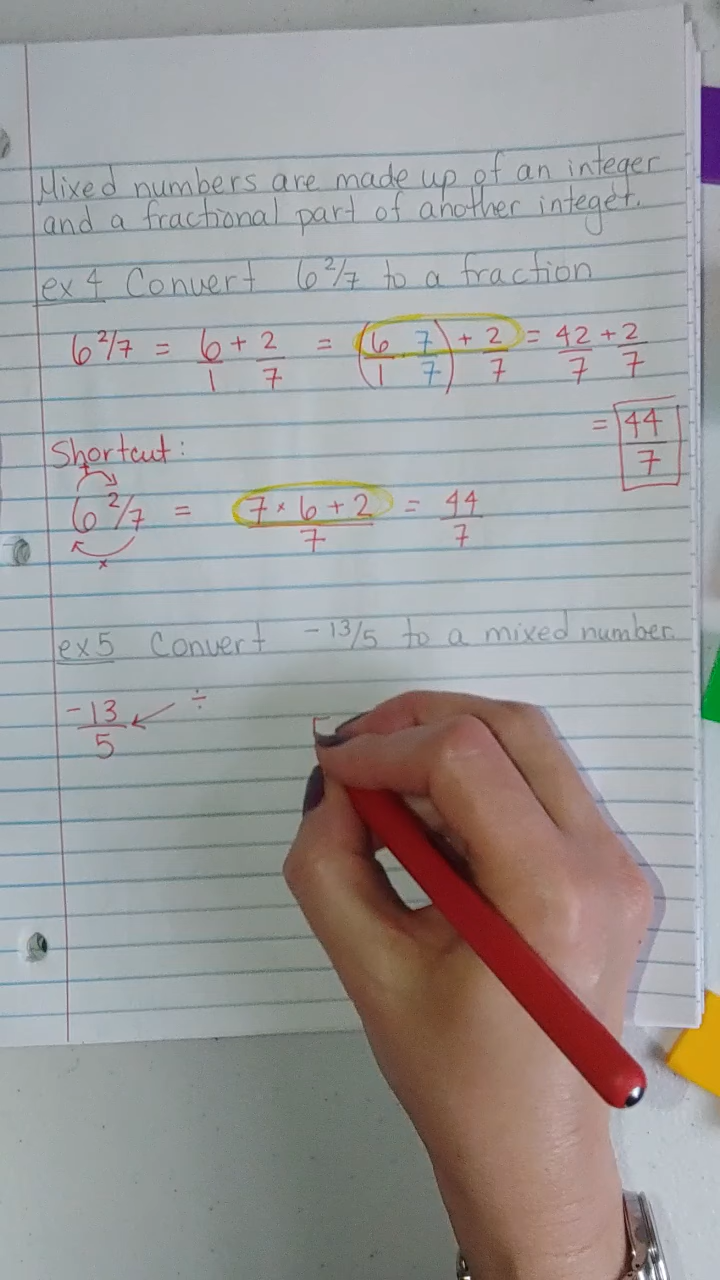 Mixed numbers are made up of an integer
and a fractional part of another integer.
ex 4 Convert 6 2/7 to a fraction
6 2/7 = 6/1 + 2/7 = (6/1 7/7) + 2/7 = 42/7 + 2/7
= 44/7
Shortcut:
+
6 2/7 = 7 × 6 + 2/7 = 44/7
×
ex 5 Convert -13/5 to a mixed number.
-13/5 ÷
5